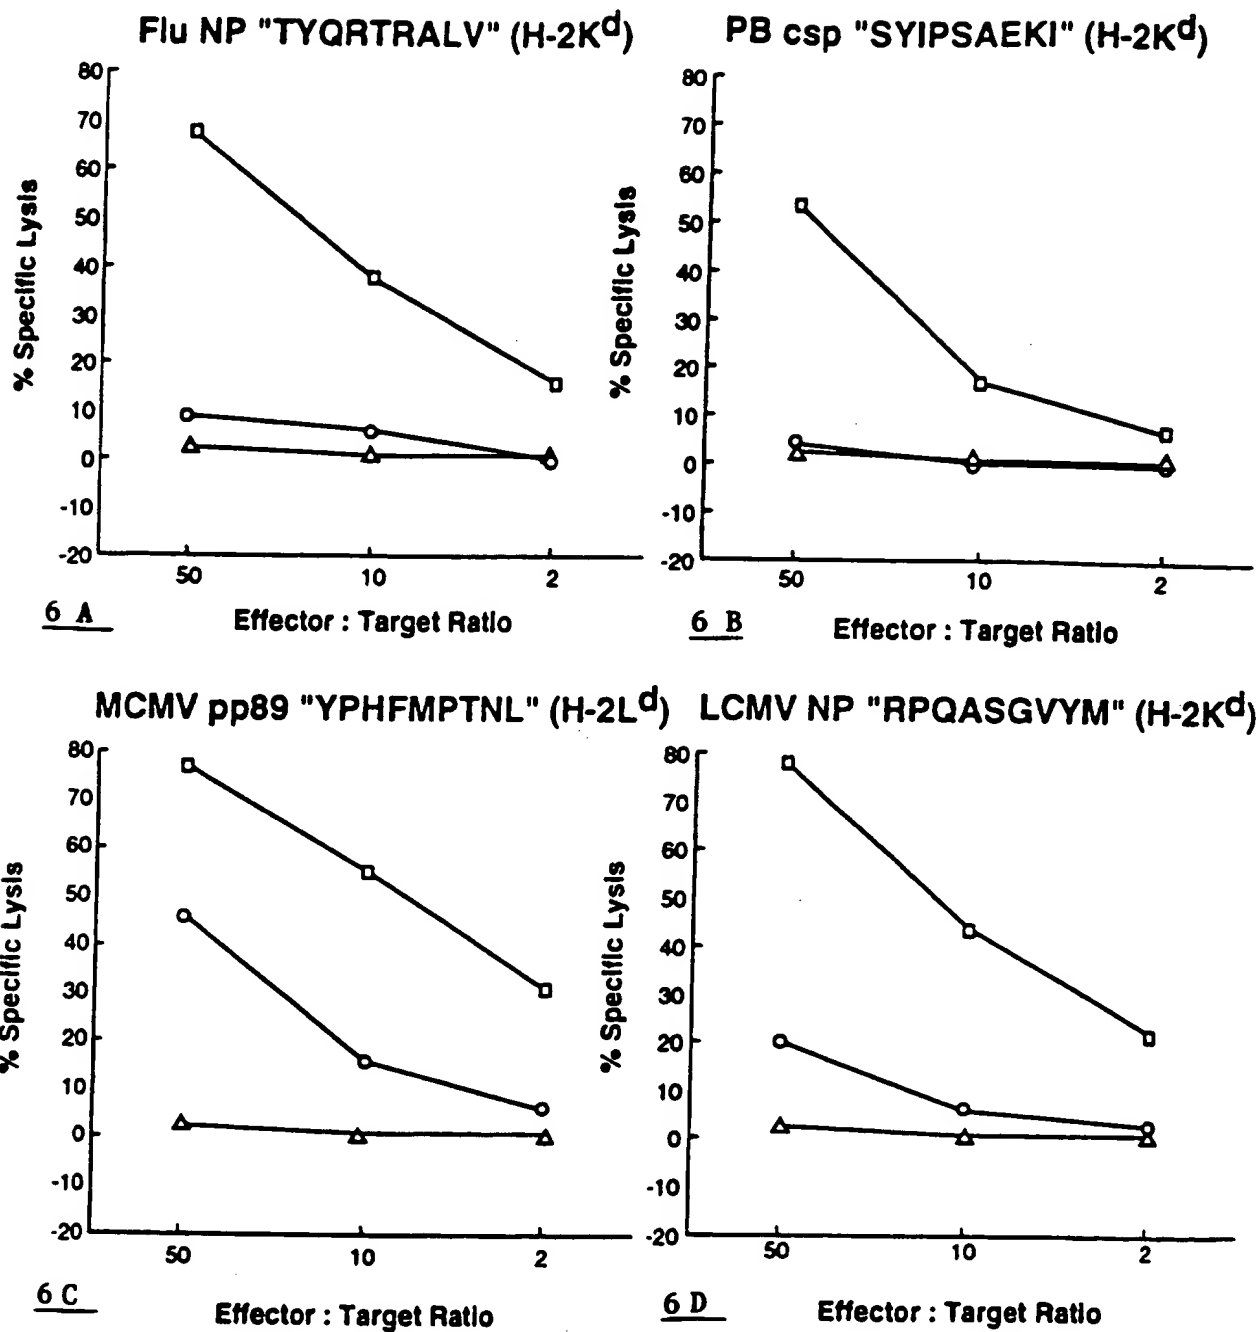 Flu NP "TYQRTRALV" (H-2Kd)
80
70
60
50
40
30
20
10
0
-10
-20
% Specific Lysis
50 10 2
6 A
Effector : Target Ratio
PB csp "SYIPSAEKI" (H-2Kd)
80
70
60
50
40
30
20
10
0
-10
-20
% Specific Lysis
50 10 2
6 B
Effector : Target Ratio
MCMV pp89 "YPHFMPTNL" (H-2Ld)
80
70
60
50
40
30
20
10
0
-10
-20
% Specific Lysis
50 10 2
6 C
Effector : Target Ratio
LCMV NP "RPQASGVYM" (H-2Kd)
80
70
60
50
40
30
20
10
0
-10
-20
% Specific Lysis
50 10 2
6 D
Effector : Target Ratio